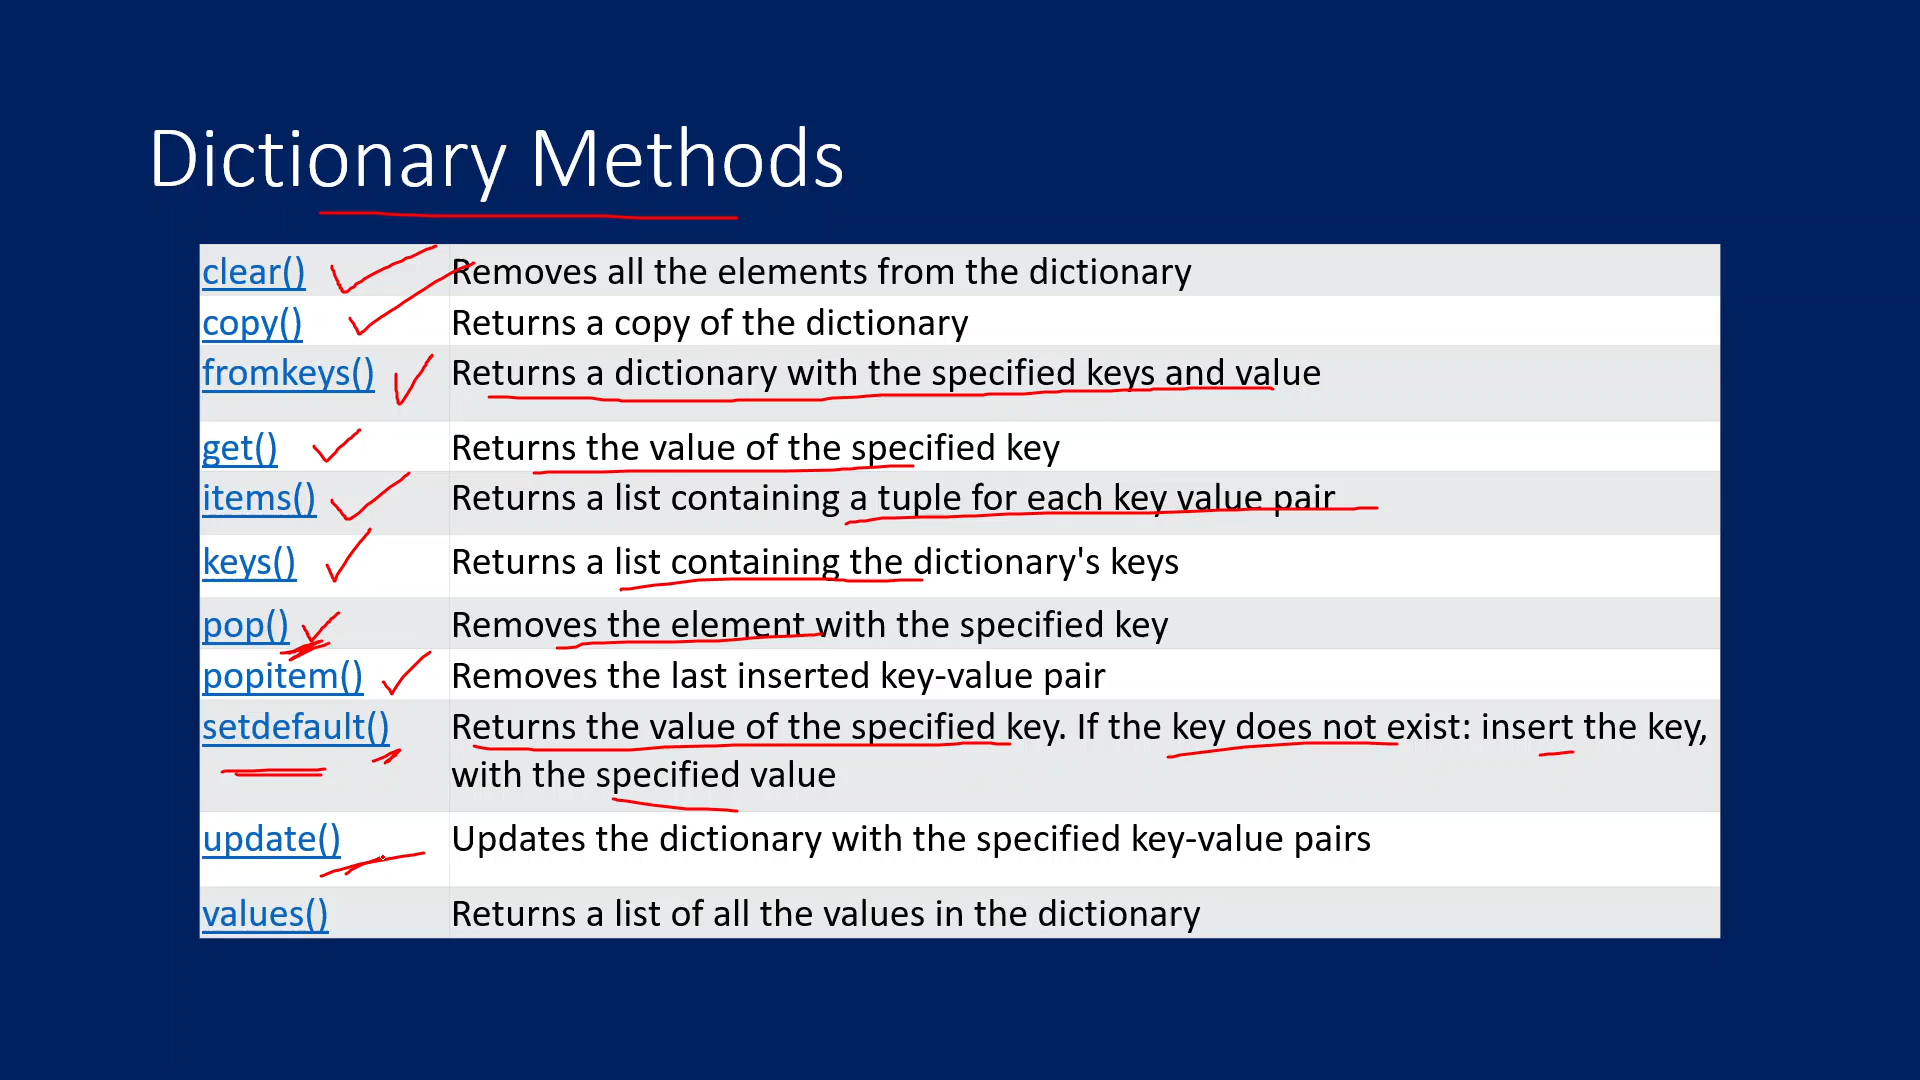 Dictionary Methods
clear() Removes all the elements from the dictionary
copy() Returns a copy of the dictionary
fromkeys() Returns a dictionary with the specified keys and value
get() Returns the value of the specified key
items() Returns a list containing a tuple for each key value pair
keys() Returns a list containing the dictionary's keys
pop() Removes the element with the specified key
popitem() Removes the last inserted key-value pair
setdefault() Returns the value of the specified key. If the key does not exist: insert the key,
with the specified value
update() Updates the dictionary with the specified key-value pairs
values() Returns a list of all the values in the dictionary